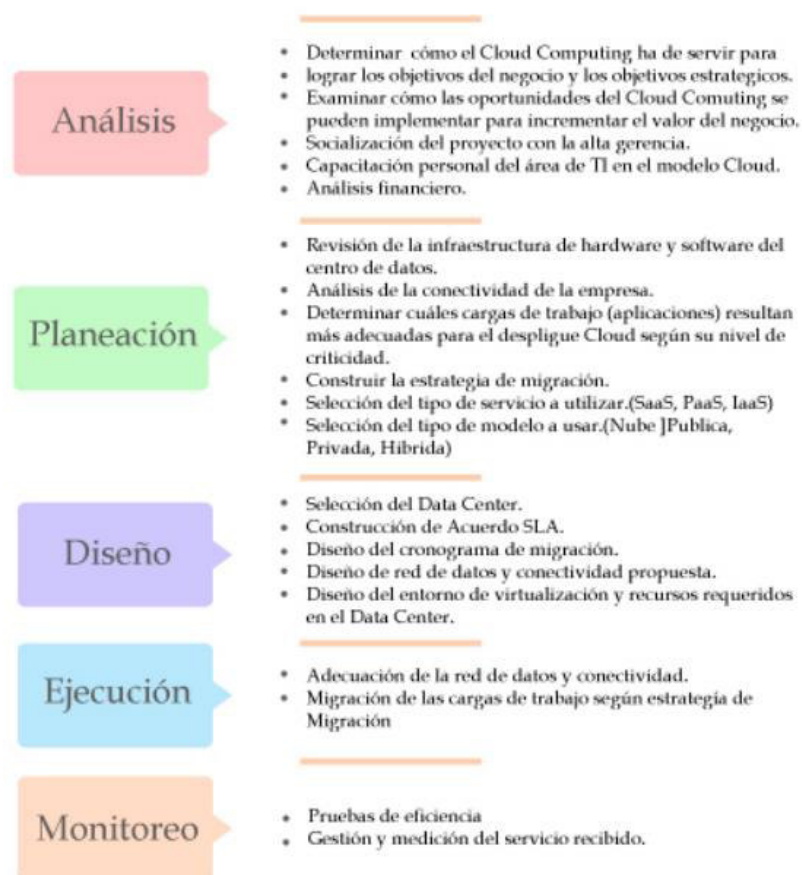 Análisis
• Determinar cómo el Cloud Computing ha de servir para
• lograr los objetivos del negocio y los objetivos estrategicos.
• Examinar cómo las oportunidades del Cloud Comuting se
pueden implementar para incrementar el valor del negocio.
• Socialización del proyecto con la alta gerencia.
• Capacitación personal del área de TI en el modelo Cloud.
• Análisis financiero.
Planeación
• Revisión de la infraestructura de hardware y software del
centro de datos.
• Análisis de la conectividad de la empresa.
• Determinar cuáles cargas de trabajo (aplicaciones) resultan
más adecuadas para el despligue Cloud según su nivel de
criticidad.
• Construir la estrategia de migración.
• Selección del tipo de servicio a utilizar.(SaaS, PaaS, IaaS)
• Selección del tipo de modelo a usar.(Nube ]Publica,
Privada, Hibrida)
Diseño
• Selección del Data Center.
• Construcción de Acuerdo SLA.
• Diseño del cronograma de migración.
• Diseño de red de datos y conectividad propuesta.
• Diseño del entorno de virtualización y recursos requeridos
en el Data Center.
Ejecución
• Adecuación de la red de datos y conectividad.
• Migración de las cargas de trabajo según estrategía de
Migración
Monitoreo
• Pruebas de eficiencia
• Gestión y medición del servicio recibido.